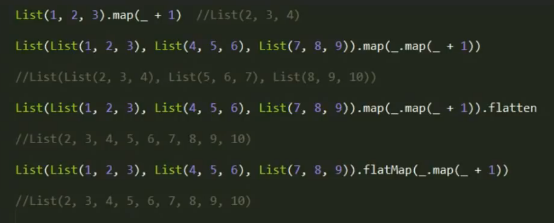 List(1, 2, 3).map(_ + 1)  //List(2, 3, 4)
List(List(1, 2, 3), List(4, 5, 6), List(7, 8, 9)).map(_.map(_ + 1))
//List(List(2, 3, 4), List(5, 6, 7), List(8, 9, 10))
List(List(1, 2, 3), List(4, 5, 6), List(7, 8, 9)).map(_.map(_ + 1)).flatten
//List(2, 3, 4, 5, 6, 7, 8, 9, 10)
List(List(1, 2, 3), List(4, 5, 6), List(7, 8, 9)).flatMap(_.map(_ + 1))
//List(2, 3, 4, 5, 6, 7, 8, 9, 10)